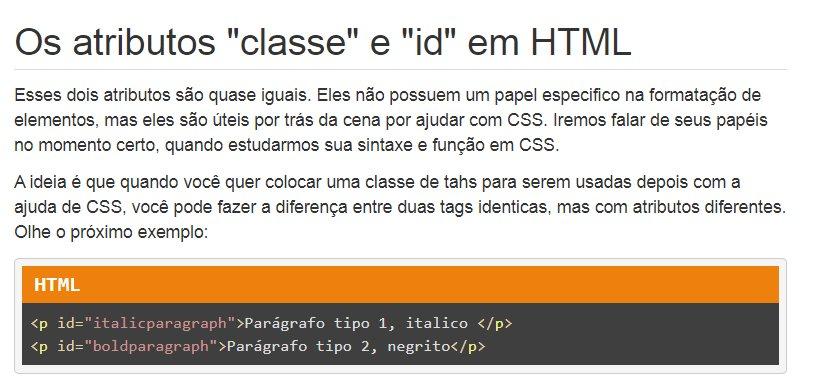 Os atributos "classe" e "id" em HTML
Esses dois atributos são quase iguais. Eles não possuem um papel especifico na formatação de
elementos, mas eles são úteis por trás da cena por ajudar com CSS. Iremos falar de seus papéis
no momento certo, quando estudarmos sua sintaxe e função em CSS.
A ideia é que quando você quer colocar uma classe de tahs para serem usadas depois com a
ajuda de CSS, você pode fazer a diferença entre duas tags identicas, mas com atributos diferentes.
Olhe o próximo exemplo:
HTML
<p id="italicparagraph">Parágrafo tipo 1, italico </p>
<p id="boldparagraph">Parágrafo tipo 2, negrito</p>